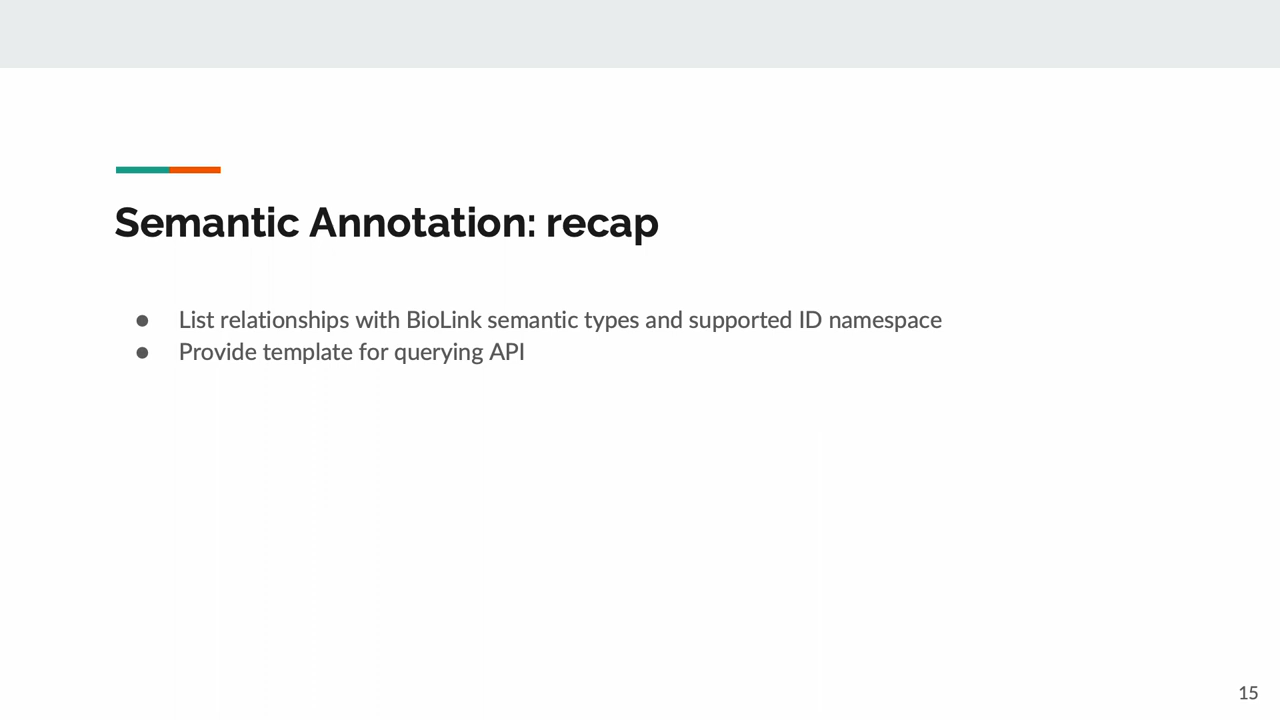 Semantic Annotation: recap
● List relationships with BioLink semantic types and supported ID namespace
● Provide template for querying API
15